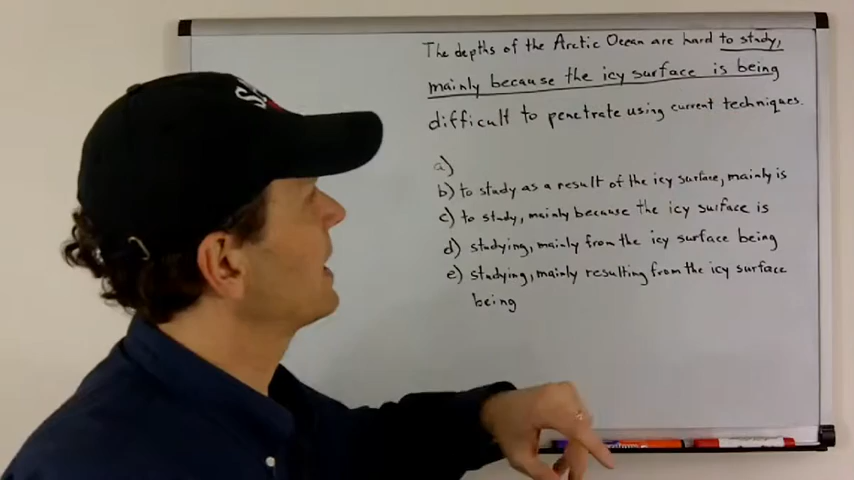 The depths of the Arctic Ocean are hard to study,
mainly because the icy surface is being
difficult to penetrate using current techniques.
a)
b) to study as a result of the icy surface, mainly is
c) to study, mainly because the icy surface is
d) studying, mainly from the icy surface being
e) studying, mainly resulting from the icy surface
being